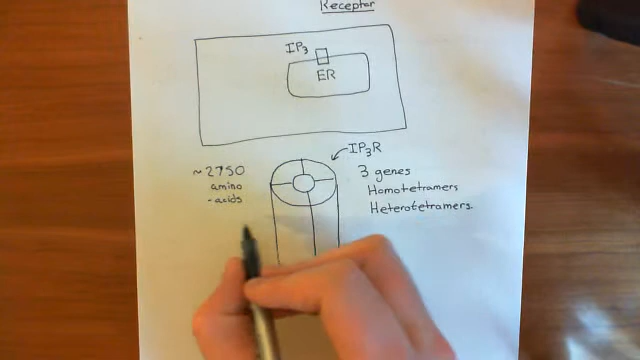 Receptor
IP₃
ER
IP₃R
~2750
amino
-acids
3 genes
Homotetramers
Heterotetramers